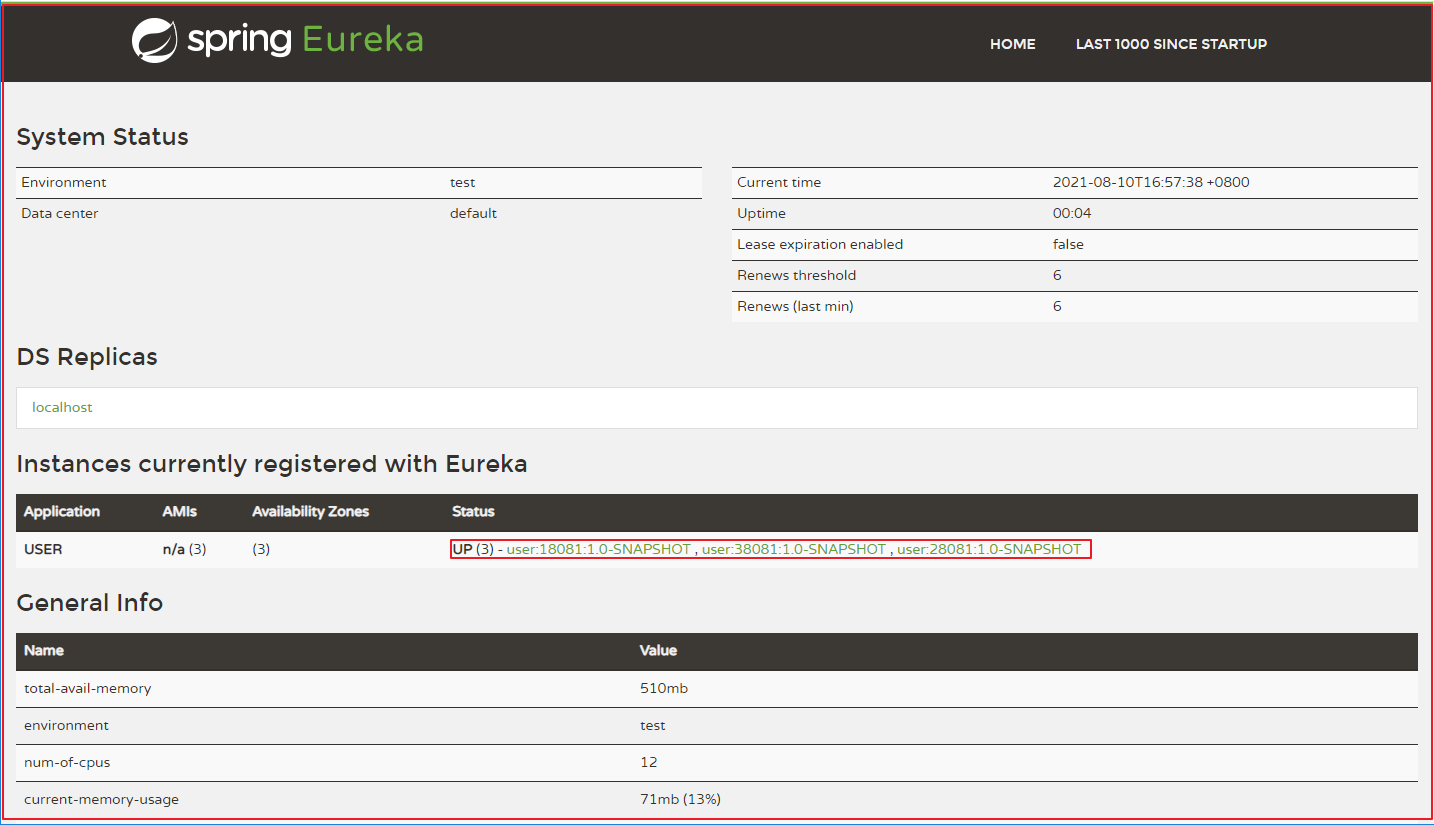 spring Eureka
HOME LAST 1000 SINCE STARTUP
System Status
Environment test
Data center default
Current time 2021-08-10T16:57:38 +0800
Uptime 00:04
Lease expiration enabled false
Renews threshold 6
Renews (last min) 6
DS Replicas
localhost
Instances currently registered with Eureka
Application AMIs Availability Zones Status
USER n/a (3) (3) UP (3) - user:18081:1.0-SNAPSHOT , user:38081:1.0-SNAPSHOT , user:28081:1.0-SNAPSHOT
General Info
Name Value
total-avail-memory 510mb
environment test
num-of-cpus 12
current-memory-usage 71mb (13%)